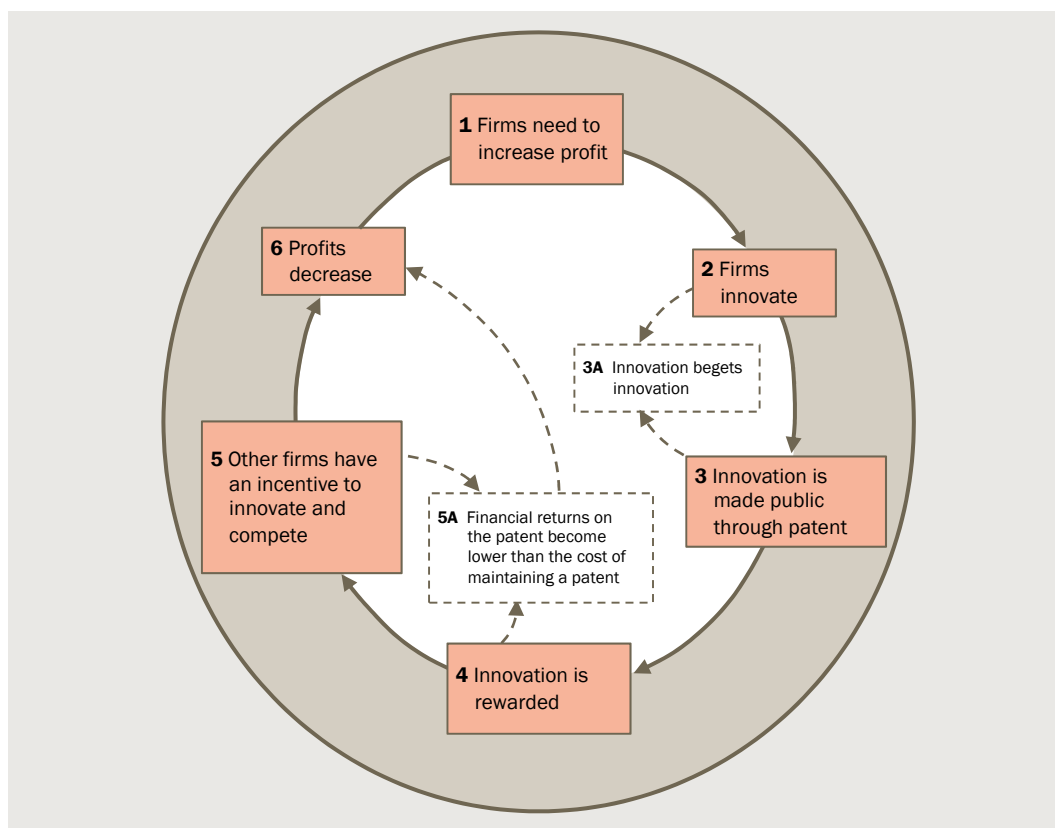 1 Firms need to
increase profit
2 Firms
innovate
3A Innovation begets
innovation
3 Innovation is
made public
through patent
4 Innovation is
rewarded
5 Other firms have
an incentive to
innovate and
compete
5A Financial returns on
the patent become
lower than the cost of
maintaining a patent
6 Profits
decrease